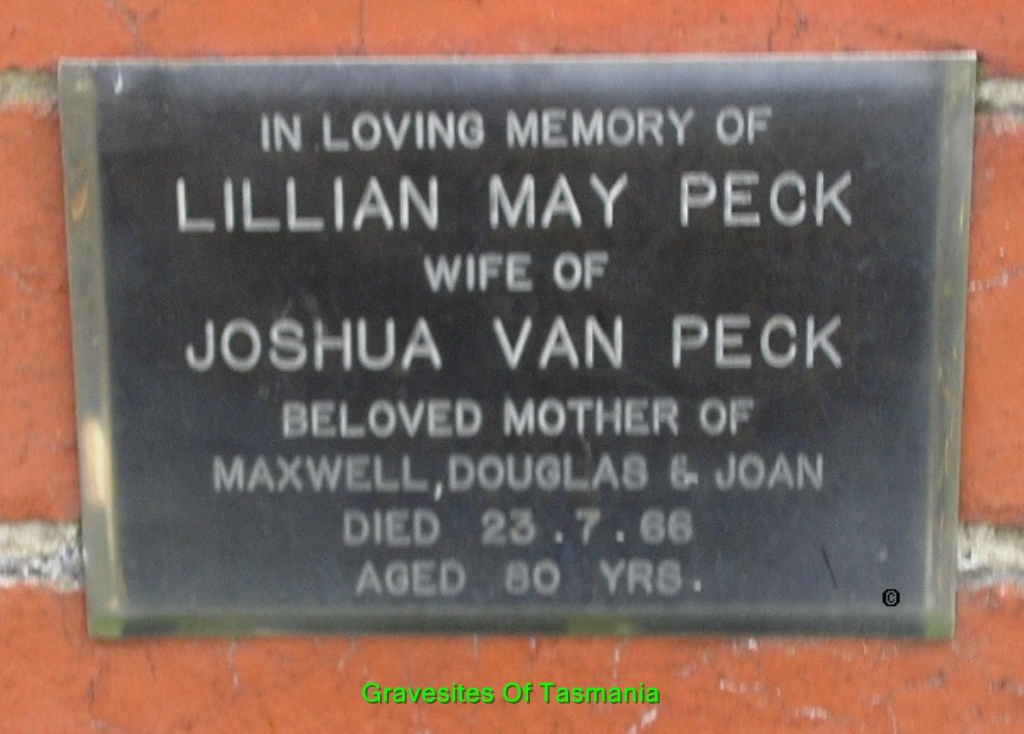 IN LOVING MEMORY OF
LILLIAN MAY PECK
WIFE OF
JOSHUA VAN PECK
BELOVED MOTHER OF
MAXWELL, DOUGLAS & JOAN
DIED 23.7.66
AGED 80 YRS.
©
Gravesites Of Tasmania